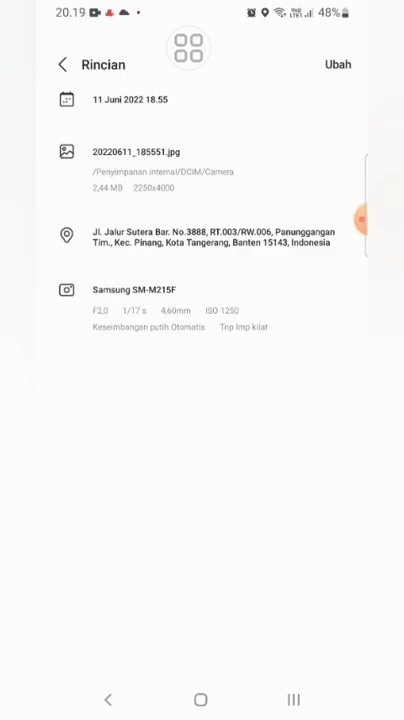 20.19 48%
Rincian Ubah
11 Juni 2022 18.55
20220611_185551.jpg
/Penyimpanan internal/DCIM/Camera
2,44 MB 2250x4000
Jl. Jalur Sutera Bar. No.3888, RT.003/RW.006, Panunggangan
Tim., Kec. Pinang, Kota Tangerang, Banten 15143, Indonesia
Samsung SM-M215F
F2,0 1/17 s 4,60mm ISO 1250
Keseimbangan putih Otomatis Tnp lmp kilat